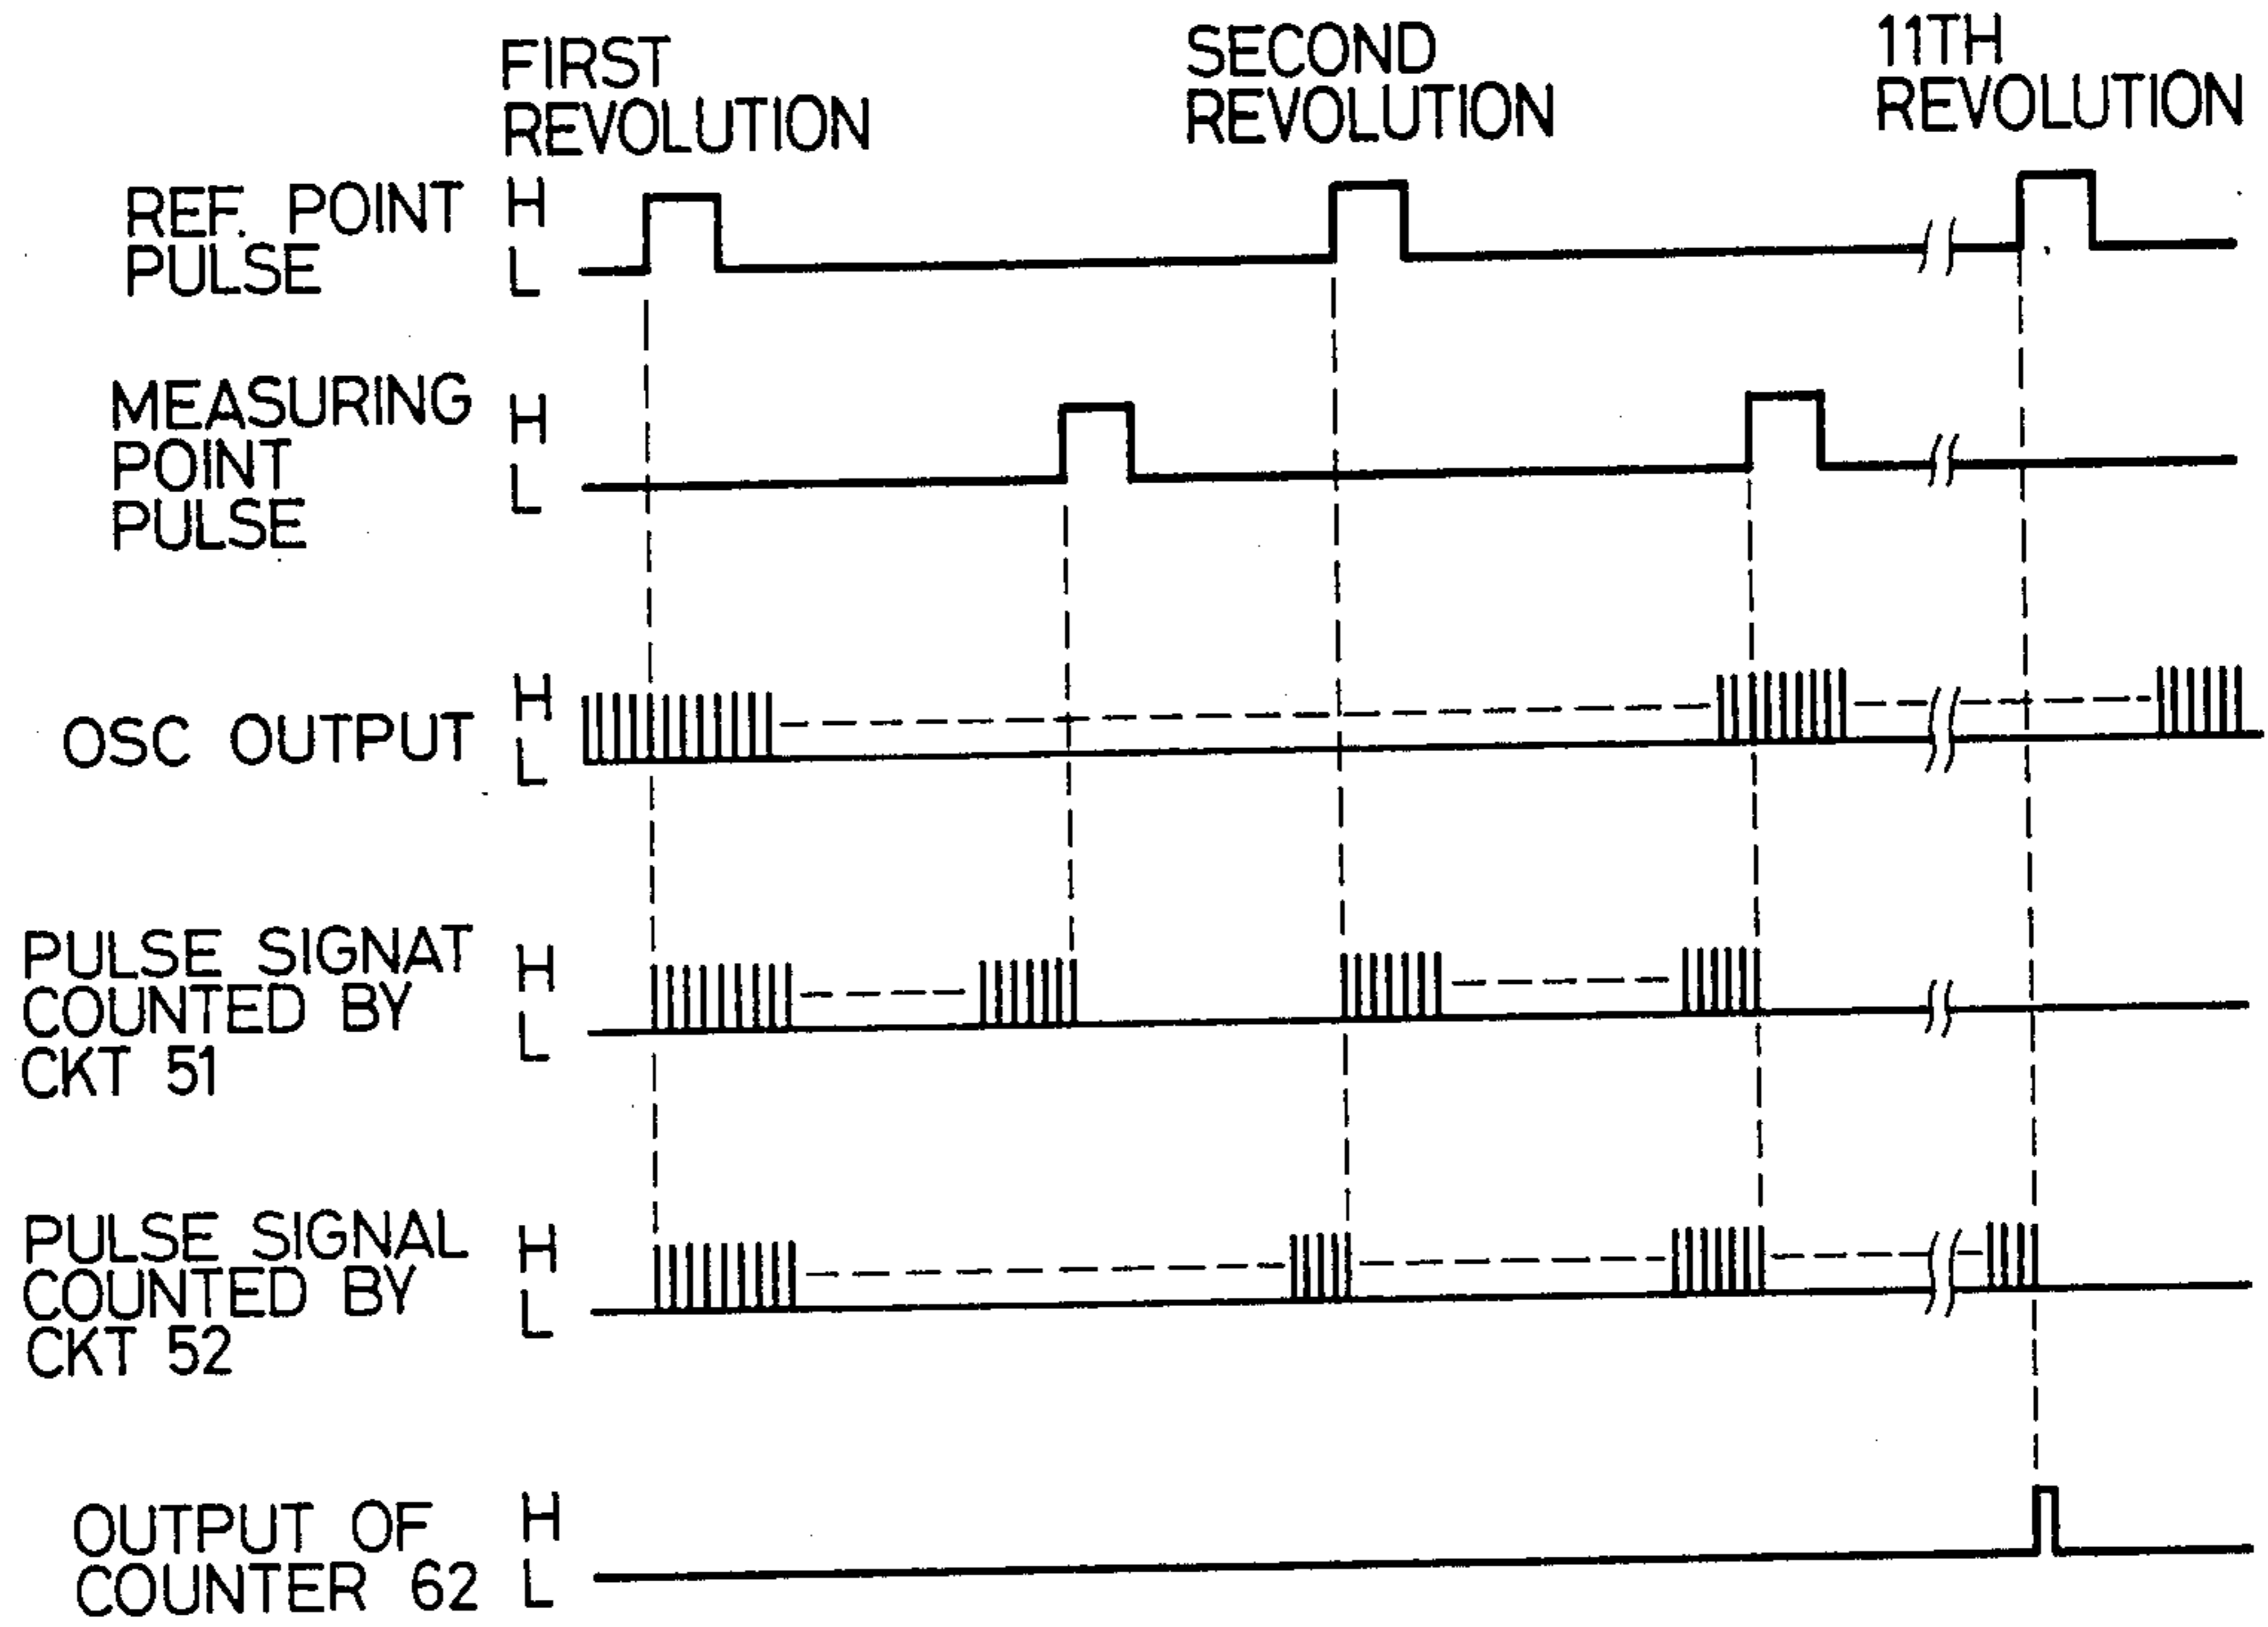 FIRST
REVOLUTION
SECOND
REVOLUTION
11TH
REVOLUTION
REF. POINT
PULSE
H
L
MEASURING
POINT
PULSE
H
L
OSC OUTPUT
H
L
PULSE SIGNAT
COUNTED BY
CKT 51
H
L
PULSE SIGNAL
COUNTED BY
CKT 52
H
L
OUTPUT OF
COUNTER 62
H
L